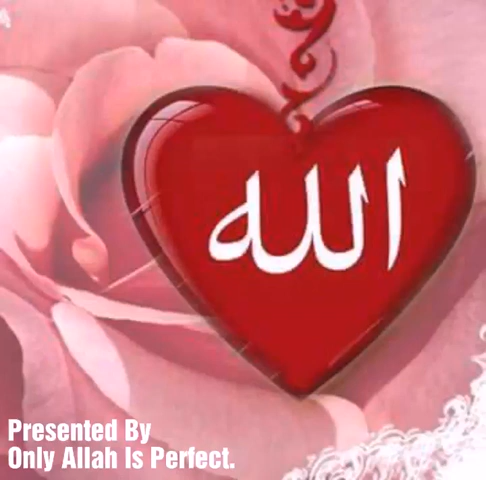 الله
Presented By
Only Allah Is Perfect.